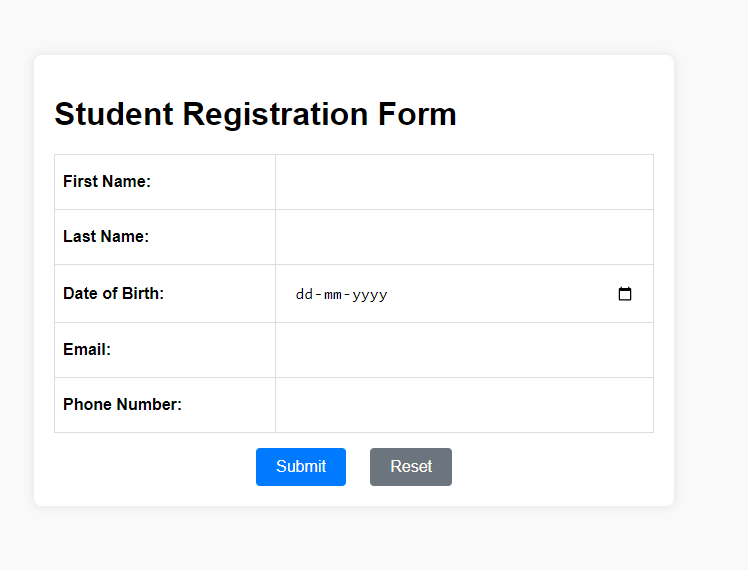 Student Registration Form
First Name:
Last Name:
Date of Birth: dd-mm-yyyy
Email:
Phone Number:
Submit Reset